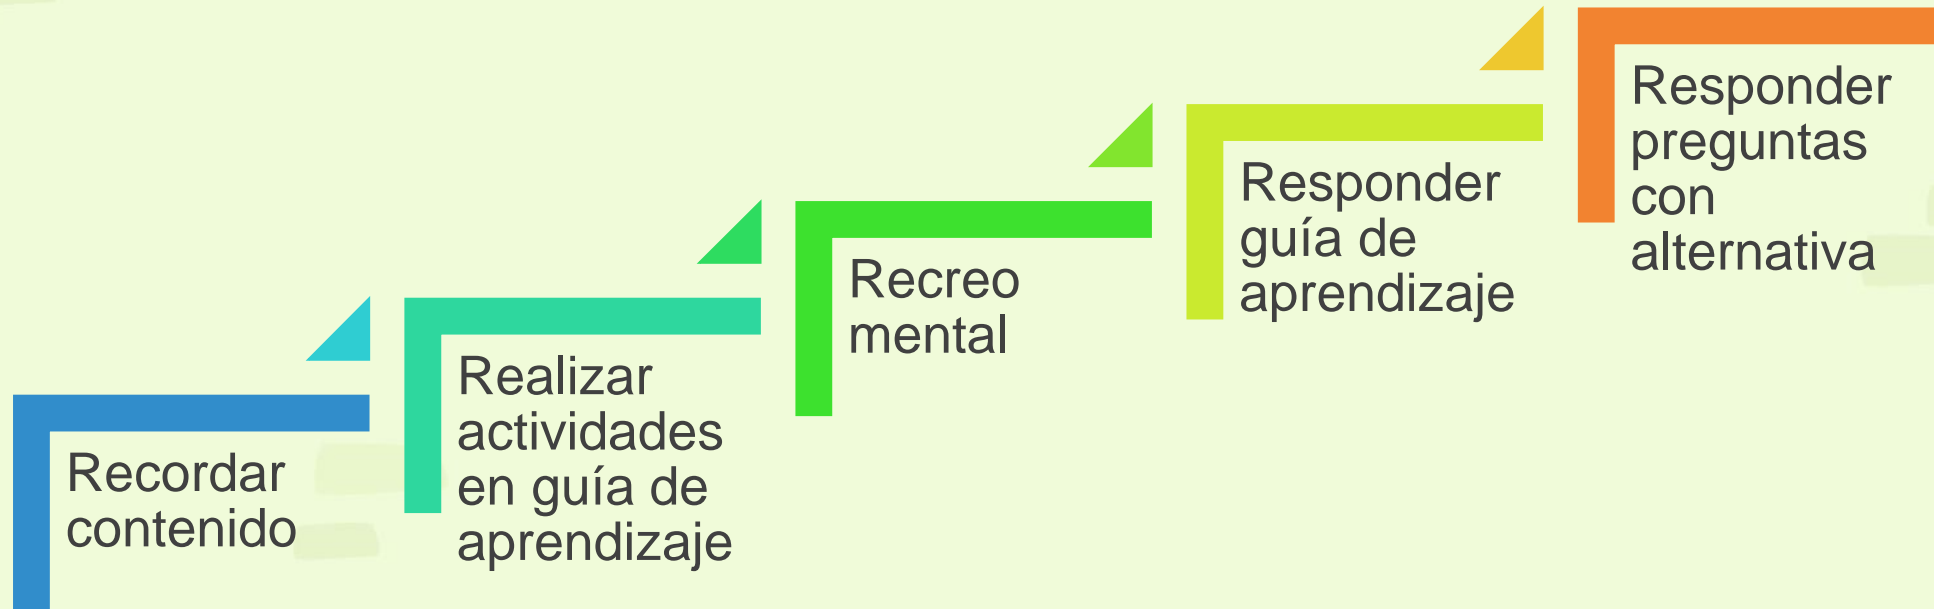 Recordar
contenido
Realizar
actividades
en guía de
aprendizaje
Recreo
mental
Responder
guía de
aprendizaje
Responder
preguntas
con
alternativa